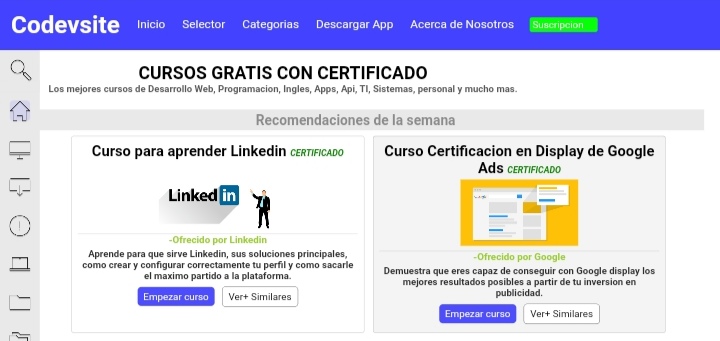 Codevsite
Inicio
Selector
Categorias
Descargar App
Acerca de Nosotros
Suscripcion
CURSOS GRATIS CON CERTIFICADO
Los mejores cursos de Desarrollo Web, Programacion, Ingles, Apps, Api, TI, Sistemas, personal y mucho mas.
Recomendaciones de la semana
Curso para aprender Linkedin CERTIFICADO
Linked in
-Ofrecido por Linkedin
Aprende para que sirve Linkedin, sus soluciones principales,
como crear y configurar correctamente tu perfil y como sacarle
el maximo partido a la plataforma.
Empezar curso
Ver+ Similares
Curso Certificacion en Display de Google
Ads CERTIFICADO
-Ofrecido por Google
Demuestra que eres capaz de conseguir con Google display los
mejores resultados posibles a partir de tu inversion en
publicidad.
Empezar curso
Ver+ Similares